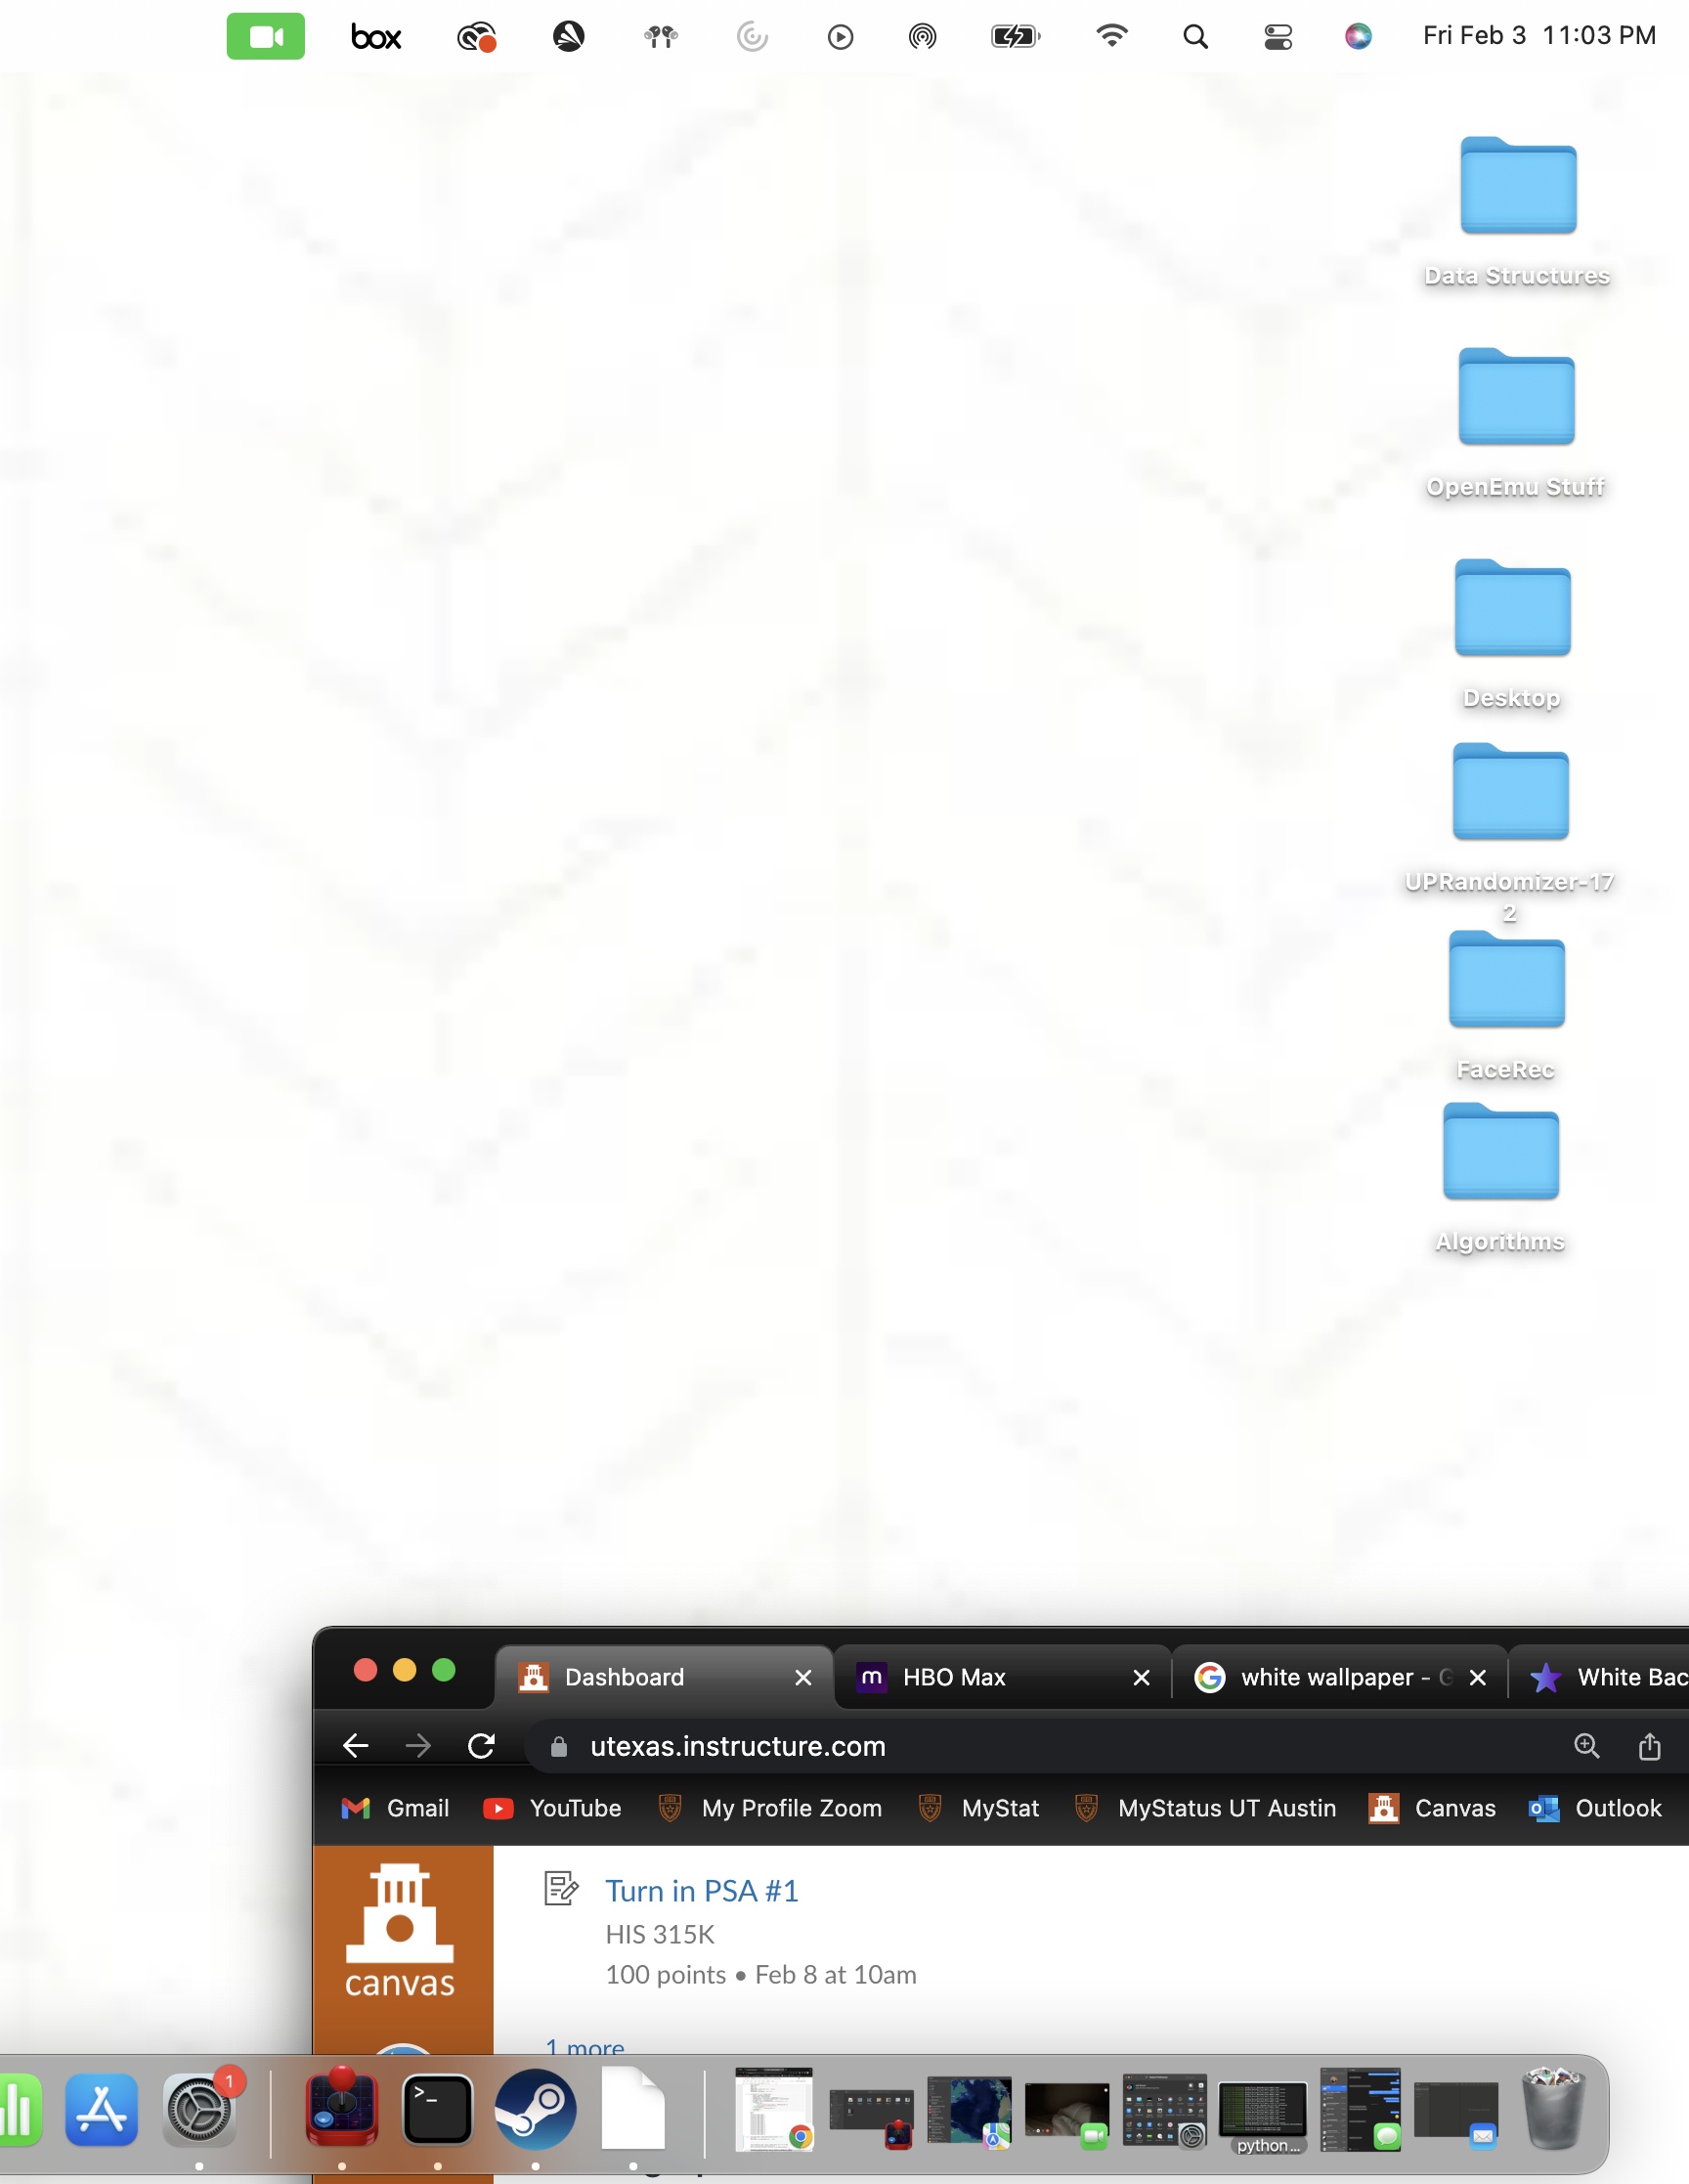 box
Fri Feb 3 11:03 PM
Data Structures
OpenEmu Stuff
Desktop
UPRandomizer-17
2
FaceRec
Algorithms
Dashboard
HBO Max
white wallpaper - G
White Bac
utexas.instructure.com
Gmail
YouTube
My Profile Zoom
MyStat
MyStatus UT Austin
Canvas
Outlook
canvas
Turn in PSA #1
HIS 315K
100 points • Feb 8 at 10am
1 more
1
>_
python...